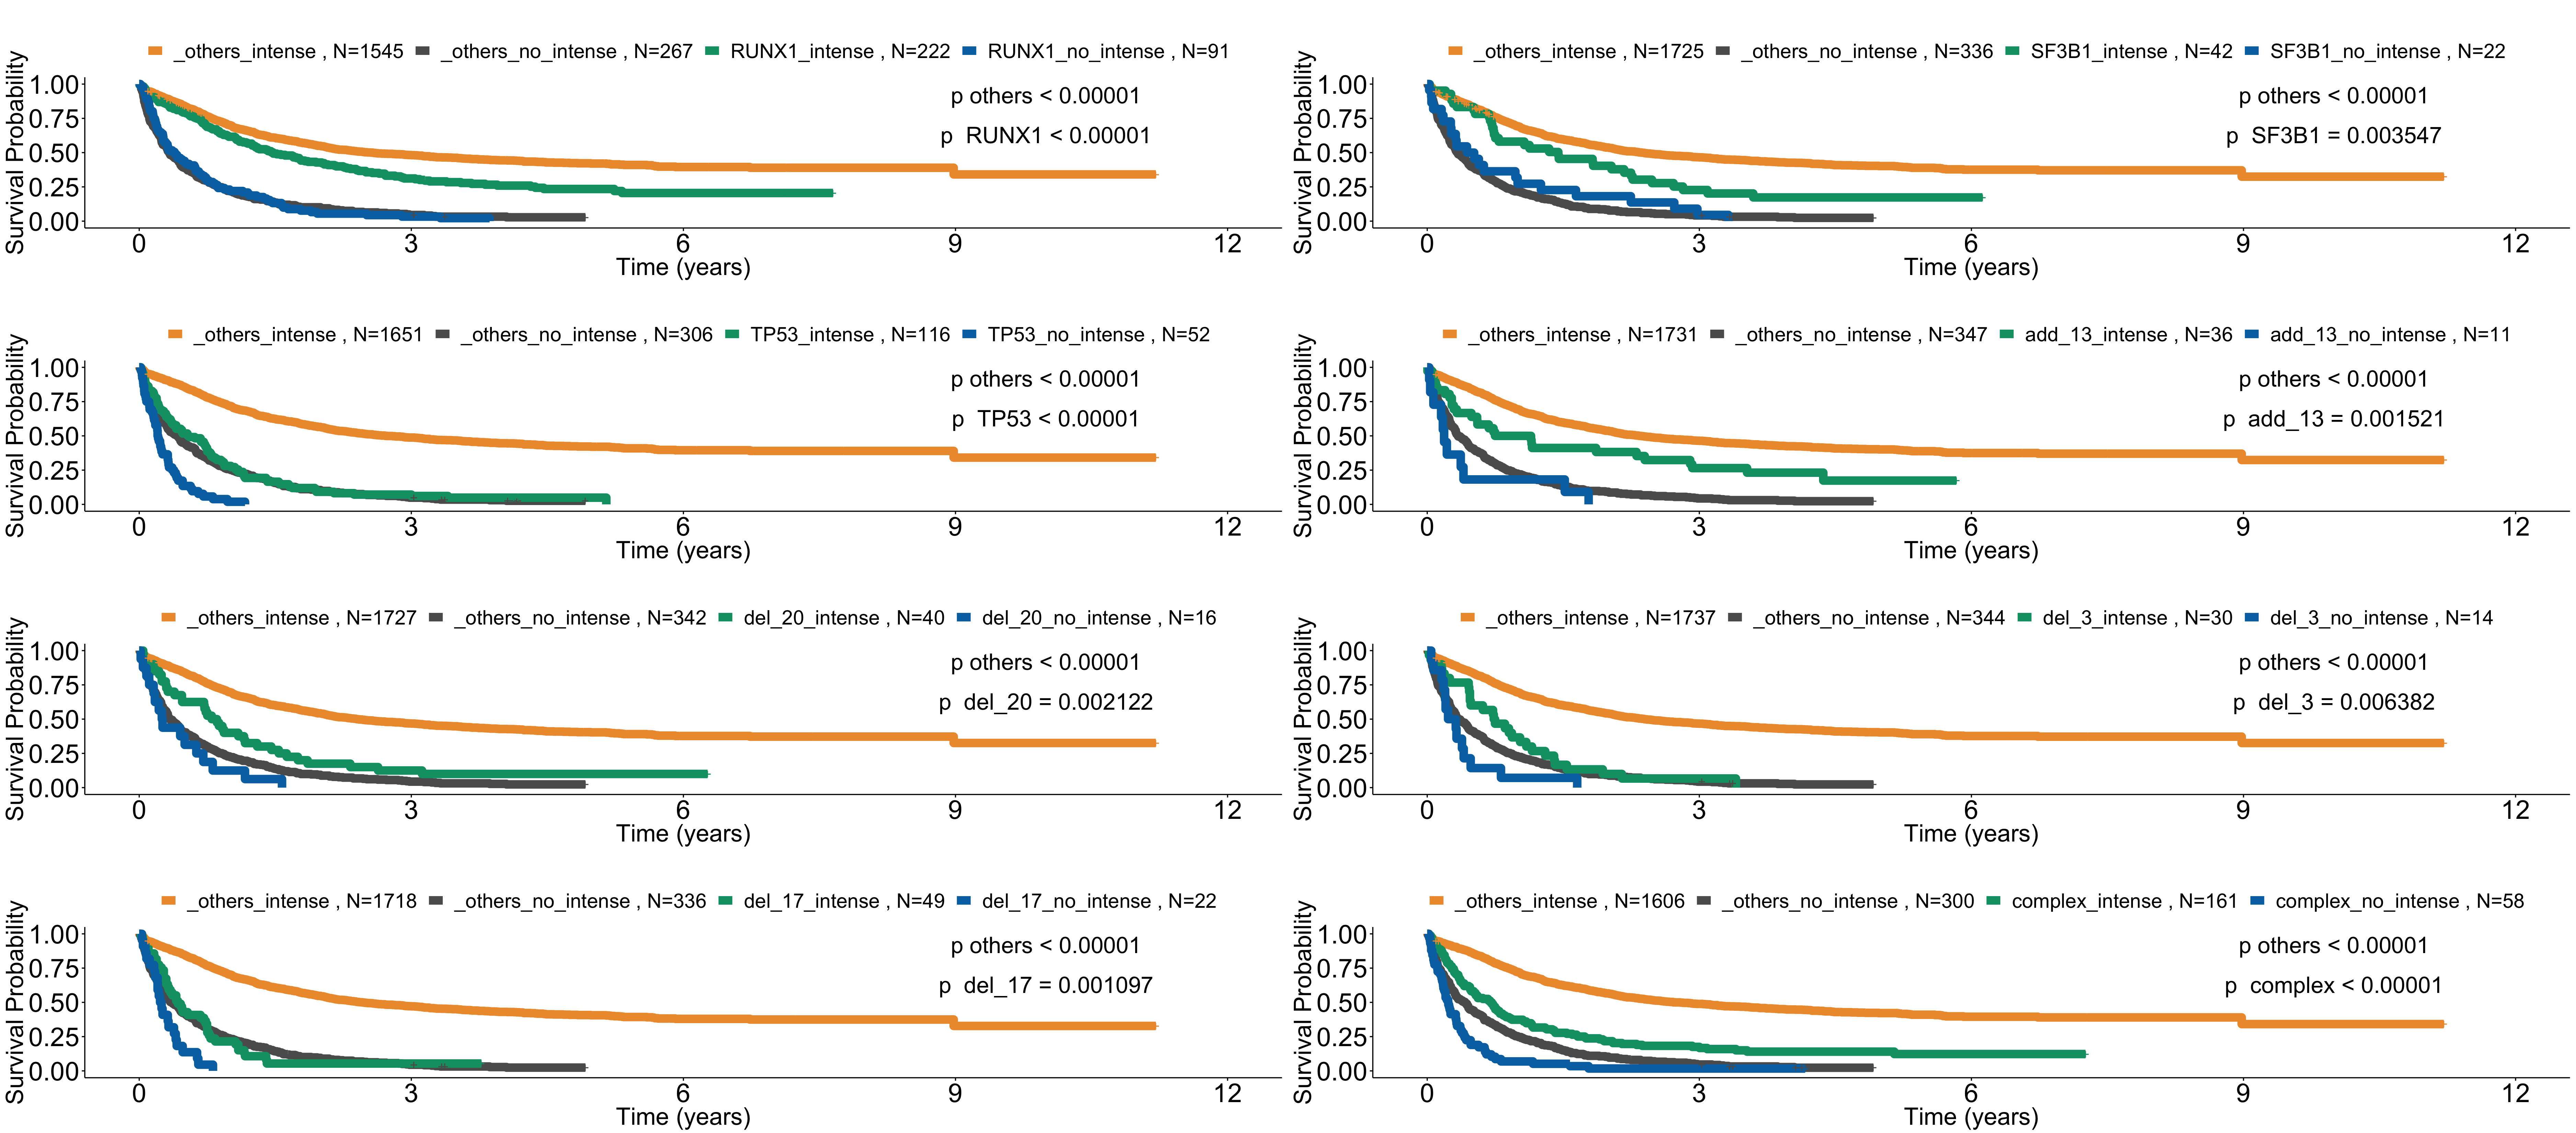 _others_intense , N=1545 _others_no_intense , N=267 RUNX1_intense , N=222 RUNX1_no_intense , N=91
Survival Probability
1.00
0.75
0.50
0.25
0.00
p others < 0.00001
p RUNX1 < 0.00001
0 3 6 9 12
Time (years)
_others_intense , N=1725 _others_no_intense , N=336 SF3B1_intense , N=42 SF3B1_no_intense , N=22
Survival Probability
1.00
0.75
0.50
0.25
0.00
p others < 0.00001
p SF3B1 = 0.003547
0 3 6 9 12
Time (years)
_others_intense , N=1651 _others_no_intense , N=306 TP53_intense , N=116 TP53_no_intense , N=52
Survival Probability
1.00
0.75
0.50
0.25
0.00
p others < 0.00001
p TP53 < 0.00001
0 3 6 9 12
Time (years)
_others_intense , N=1731 _others_no_intense , N=347 add_13_intense , N=36 add_13_no_intense , N=11
Survival Probability
1.00
0.75
0.50
0.25
0.00
p others < 0.00001
p add_13 = 0.001521
0 3 6 9 12
Time (years)
_others_intense , N=1727 _others_no_intense , N=342 del_20_intense , N=40 del_20_no_intense , N=16
Survival Probability
1.00
0.75
0.50
0.25
0.00
p others < 0.00001
p del_20 = 0.002122
0 3 6 9 12
Time (years)
_others_intense , N=1737 _others_no_intense , N=344 del_3_intense , N=30 del_3_no_intense , N=14
Survival Probability
1.00
0.75
0.50
0.25
0.00
p others < 0.00001
p del_3 = 0.006382
0 3 6 9 12
Time (years)
_others_intense , N=1718 _others_no_intense , N=336 del_17_intense , N=49 del_17_no_intense , N=22
Survival Probability
1.00
0.75
0.50
0.25
0.00
p others < 0.00001
p del_17 = 0.001097
0 3 6 9 12
Time (years)
_others_intense , N=1606 _others_no_intense , N=300 complex_intense , N=161 complex_no_intense , N=58
Survival Probability
1.00
0.75
0.50
0.25
0.00
p others < 0.00001
p complex < 0.00001
0 3 6 9 12
Time (years)